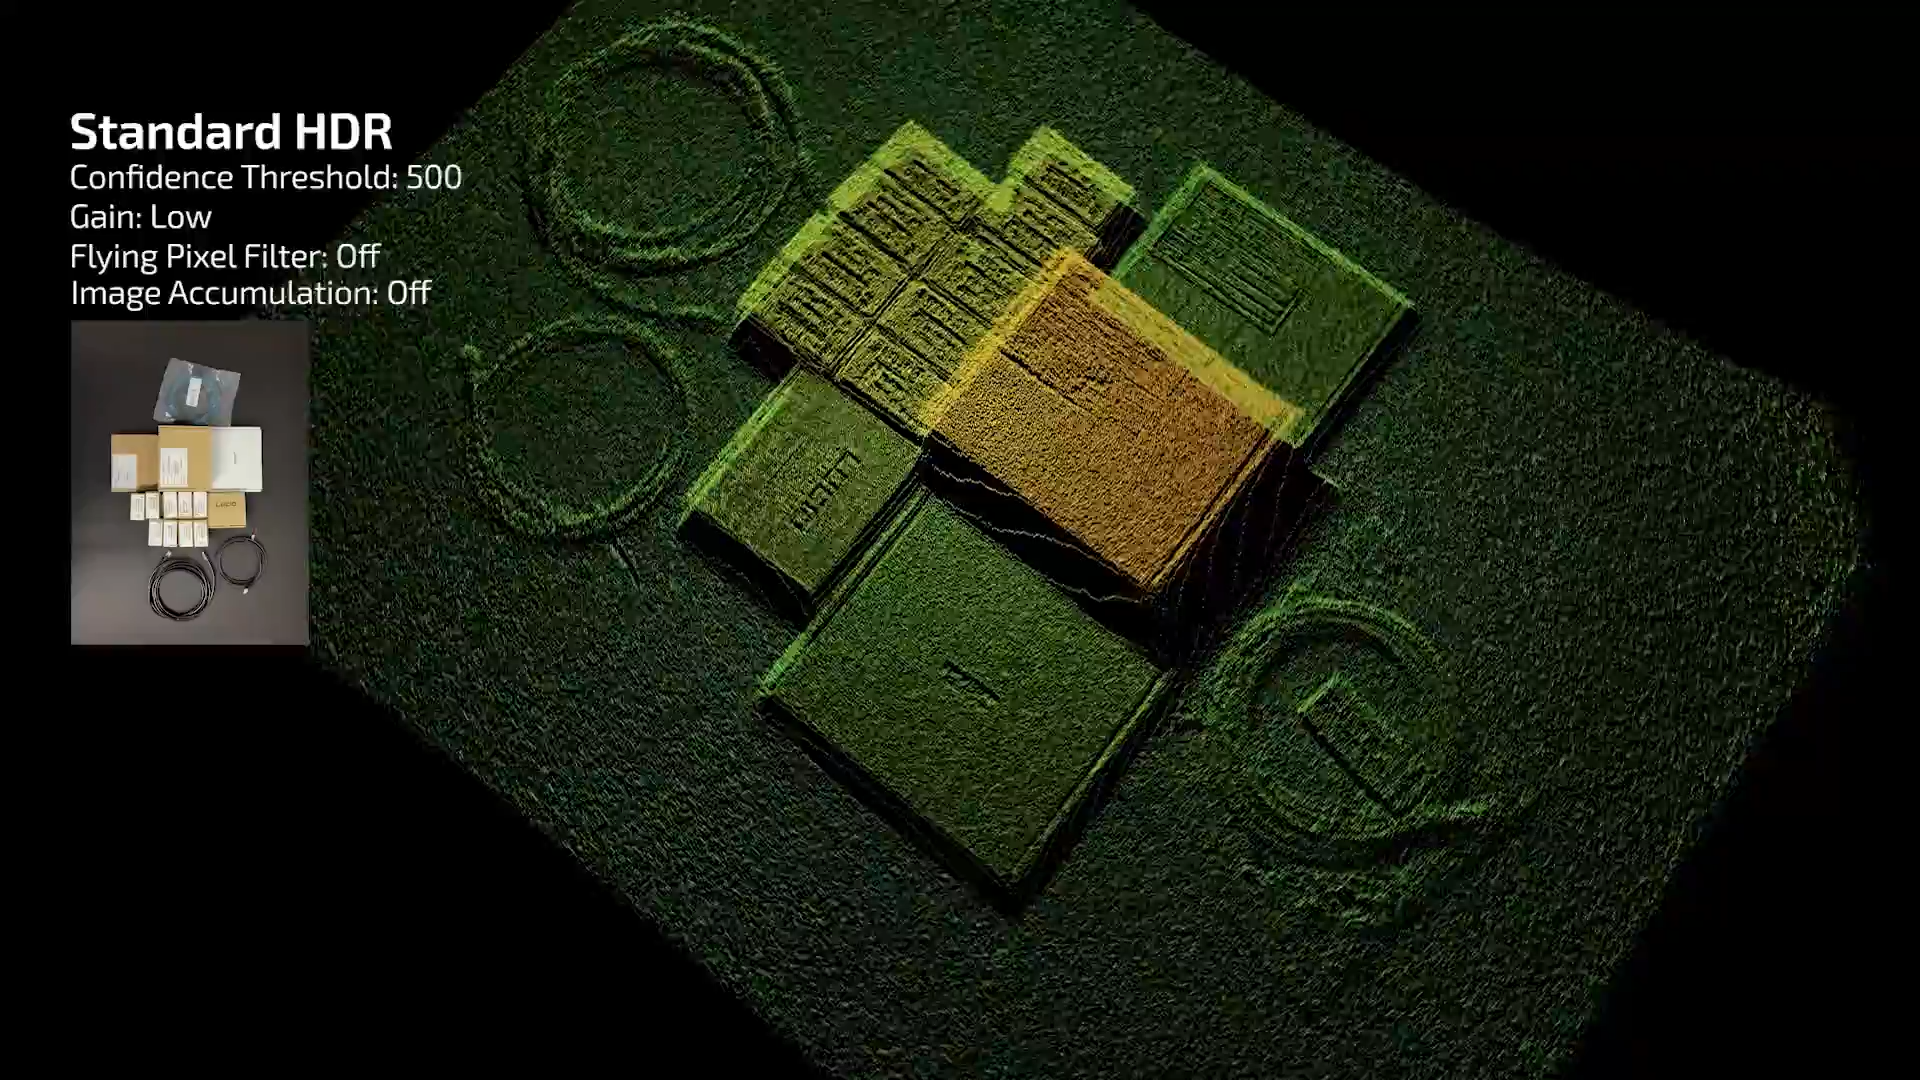 Standard HDR
Confidence Threshold: 500
Gain: Low
Flying Pixel Filter: Off
Image Accumulation: Off